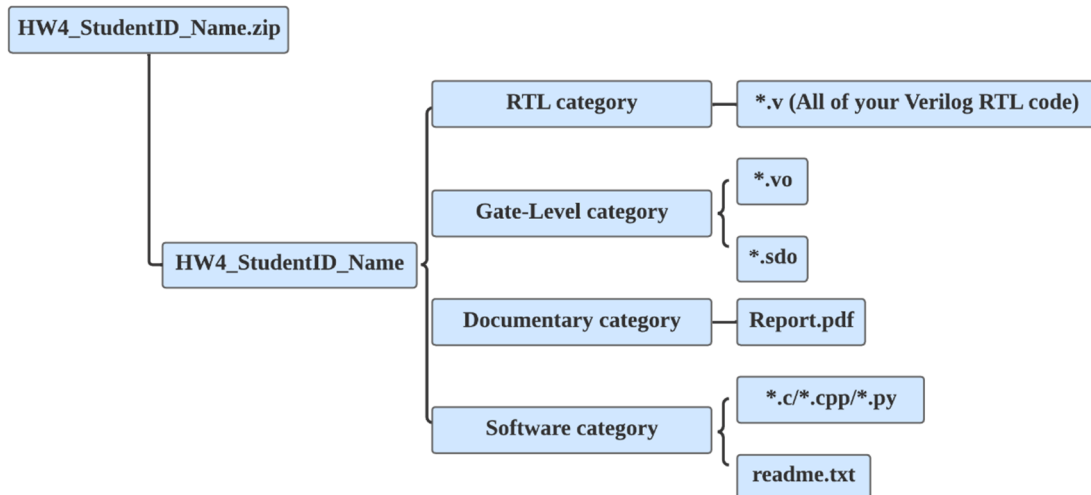 HW4_StudentID_Name.zip
HW4_StudentID_Name
RTL category
*.v (All of your Verilog RTL code)
Gate-Level category
*.vo
*.sdo
Documentary category
Report.pdf
Software category
*.c/*.cpp/*.py
readme.txt